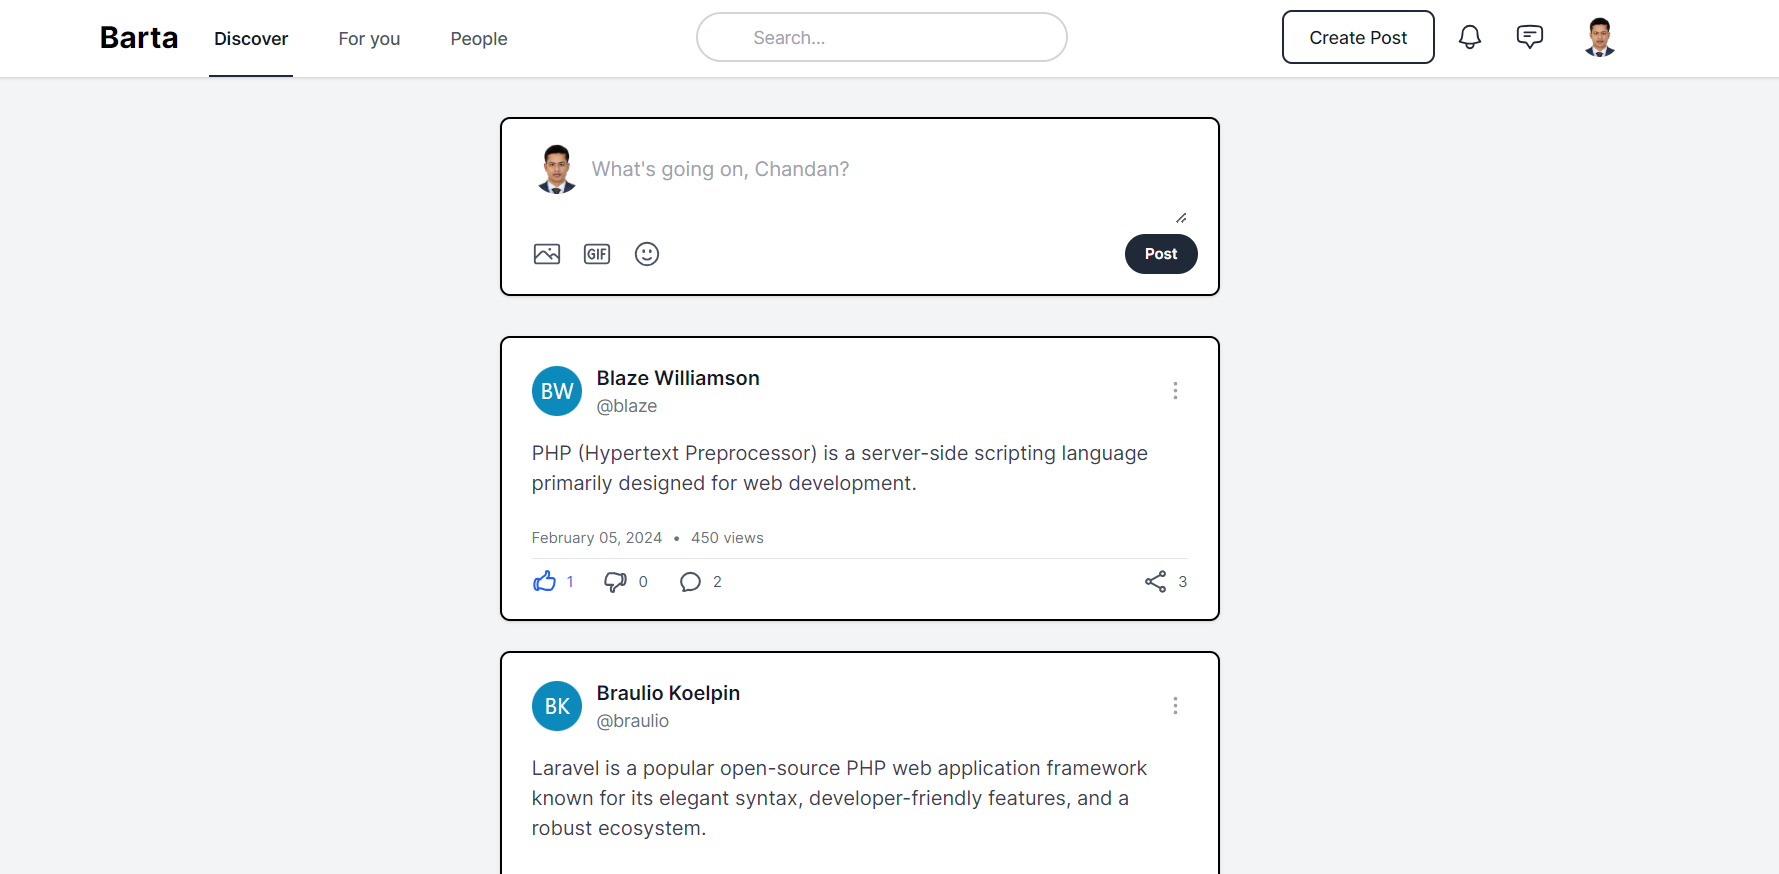 Barta
Discover
For you
People
Search...
Create Post
What's going on, Chandan?
GIF
Post
BW
Blaze Williamson
@blaze
PHP (Hypertext Preprocessor) is a server-side scripting language
primarily designed for web development.
February 05, 2024 • 450 views
1
0
2
3
BK
Braulio Koelpin
@braulio
Laravel is a popular open-source PHP web application framework
known for its elegant syntax, developer-friendly features, and a
robust ecosystem.